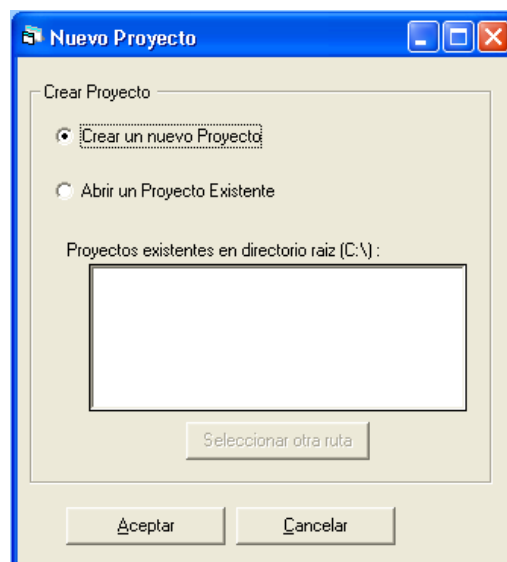 Nuevo Proyecto
Crear Proyecto
Crear un nuevo Proyecto
Abrir un Proyecto Existente
Proyectos existentes en directorio raiz (C:\) :
Seleccionar otra ruta
Aceptar
Cancelar